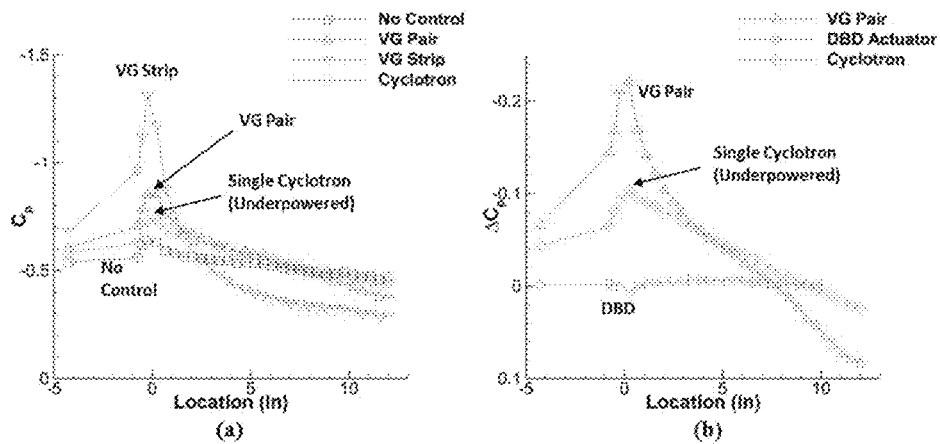 No Control
VG Pair
VG Strip
Cyclotron
-1.5
-1
-0.5
0
Cp
VG Strip
VG Pair
Single Cyclotron
(Underpowered)
No
Control
-5
0
5
10
Location (in)
(a)
VG Pair
DBD Actuator
Cyclotron
-0.2
-0.1
0
0.1
ΔCp
VG Pair
Single Cyclotron
(Underpowered)
DBD
-5
0
5
10
Location (in)
(b)